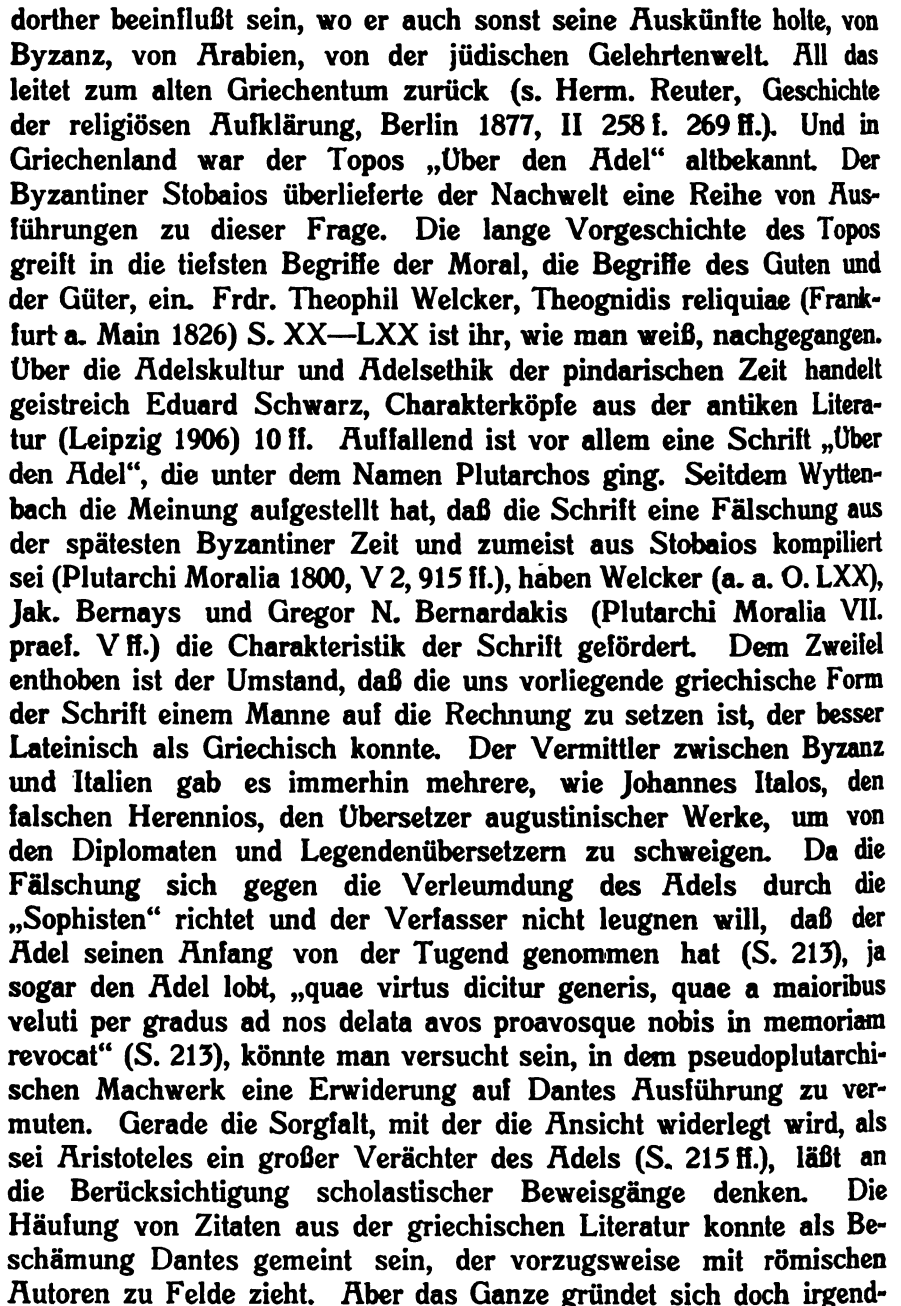 dorther beeinflußt sein, wo er auch sonst seine Auskünfte holte, von
Byzanz, von Arabien, von der jüdischen Gelehrtenwelt. All das
leitet zum alten Griechentum zurück (s. Herm. Reuter, Geschichte
der religiösen Aufklärung, Berlin 1877, II 258 f. 269 ff.). Und in
Griechenland war der Topos „Über den Adel“ altbekannt. Der
Byzantiner Stobaios überlieferte der Nachwelt eine Reihe von Aus-
führungen zu dieser Frage. Die lange Vorgeschichte des Topos
greift in die tiefsten Begriffe der Moral, die Begriffe des Guten und
der Güter, ein. Frdr. Theophil Welcker, Theognidis reliquiae (Frank-
furt a. Main 1826) S. XX—LXX ist ihr, wie man weiß, nachgegangen.
Über die Adelskultur und Adelsethik der pindarischen Zeit handelt
geistreich Eduard Schwarz, Charakterköpfe aus der antiken Litera-
tur (Leipzig 1906) 10 ff. Auffallend ist vor allem eine Schrift „Über
den Adel“, die unter dem Namen Plutarchos ging. Seitdem Wytten-
bach die Meinung aufgestellt hat, daß die Schrift eine Fälschung aus
der spätesten Byzantiner Zeit und zumeist aus Stobaios kompiliert
sei (Plutarchi Moralia 1800, V 2, 915 ff.), haben Welcker (a. a. O. LXX),
Jak. Bernays und Gregor N. Bernardakis (Plutarchi Moralia VII.
praef. V ff.) die Charakteristik der Schrift gefördert. Dem Zweifel
enthoben ist der Umstand, daß die uns vorliegende griechische Form
der Schrift einem Manne auf die Rechnung zu setzen ist, der besser
Lateinisch als Griechisch konnte. Der Vermittler zwischen Byzanz
und Italien gab es immerhin mehrere, wie Johannes Italos, den
falschen Herennios, den Übersetzer augustinischer Werke, um von
den Diplomaten und Legendenübersetzern zu schweigen. Da die
Fälschung sich gegen die Verleumdung des Adels durch die
„Sophisten“ richtet und der Verfasser nicht leugnen will, daß der
Adel seinen Anfang von der Tugend genommen hat (S. 213), ja
sogar den Adel lobt, „quae virtus dicitur generis, quae a maioribus
veluti per gradus ad nos delata avos proavosque nobis in memoriam
revocat“ (S. 213), könnte man versucht sein, in dem pseudoplutarchi-
schen Machwerk eine Erwiderung auf Dantes Ausführung zu ver-
muten. Gerade die Sorgfalt, mit der die Ansicht widerlegt wird, als
sei Aristoteles ein großer Verächter des Adels (S. 215 ff.), läßt an
die Berücksichtigung scholastischer Beweisgänge denken. Die
Häufung von Zitaten aus der griechischen Literatur konnte als Be-
schämung Dantes gemeint sein, der vorzugsweise mit römischen
Autoren zu Felde zieht. Aber das Ganze gründet sich doch irgend-